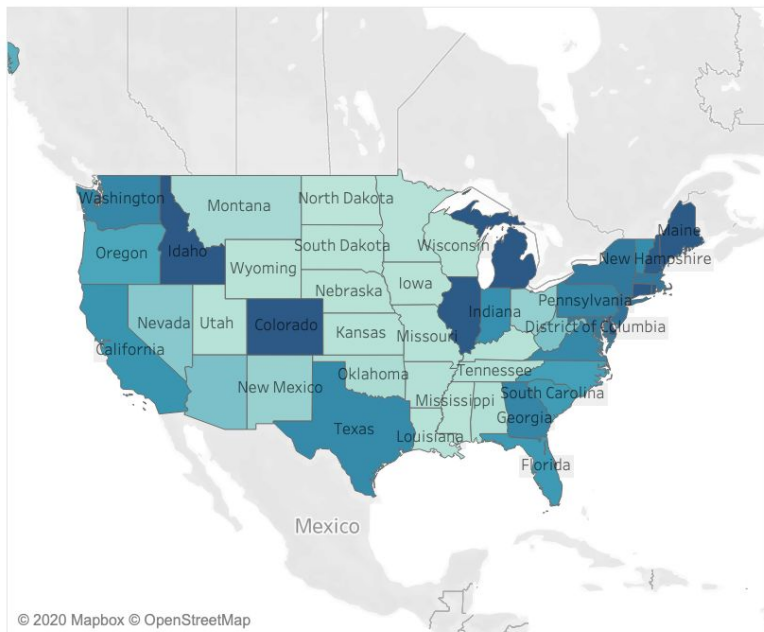 Washington
Montana
North Dakota
Maine
Oregon
Idaho
South Dakota
Wisconsin
New Hampshire
Wyoming
Nebraska
Iowa
Pennsylvania
Nevada
Utah
Colorado
Kansas
Missouri
Indiana
District of Columbia
California
New Mexico
Oklahoma
Tennessee
Mississippi
South Carolina
Georgia
Texas
Louisiana
Florida
Mexico
© 2020 Mapbox © OpenStreetMap